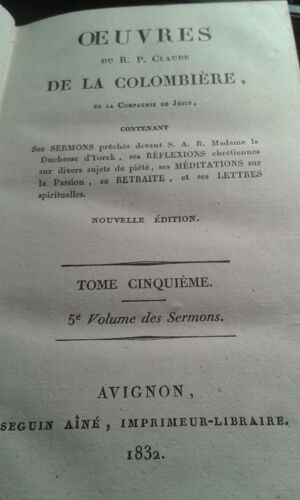 OEUVRES
DU R. P. CLAUDE
DE LA COLOMBIÈRE,
DE LA COMPAGNIE DE JÉSUS,
CONTENANT
Ses SERMONS prêchés devant S. A. R. Madame la
Duchesse d'Yorck, ses RÉFLEXIONS chrétiennes
sur divers sujets de piété, ses MÉDITATIONS sur
la Passion, sa RETRAITE, et ses LETTRES
spirituelles.
NOUVELLE ÉDITION.
TOME CINQUIÈME.
5e Volume des Sermons.
AVIGNON,
SEGUIN AÎNÉ, IMPRIMEUR-LIBRAIRE.
1832.